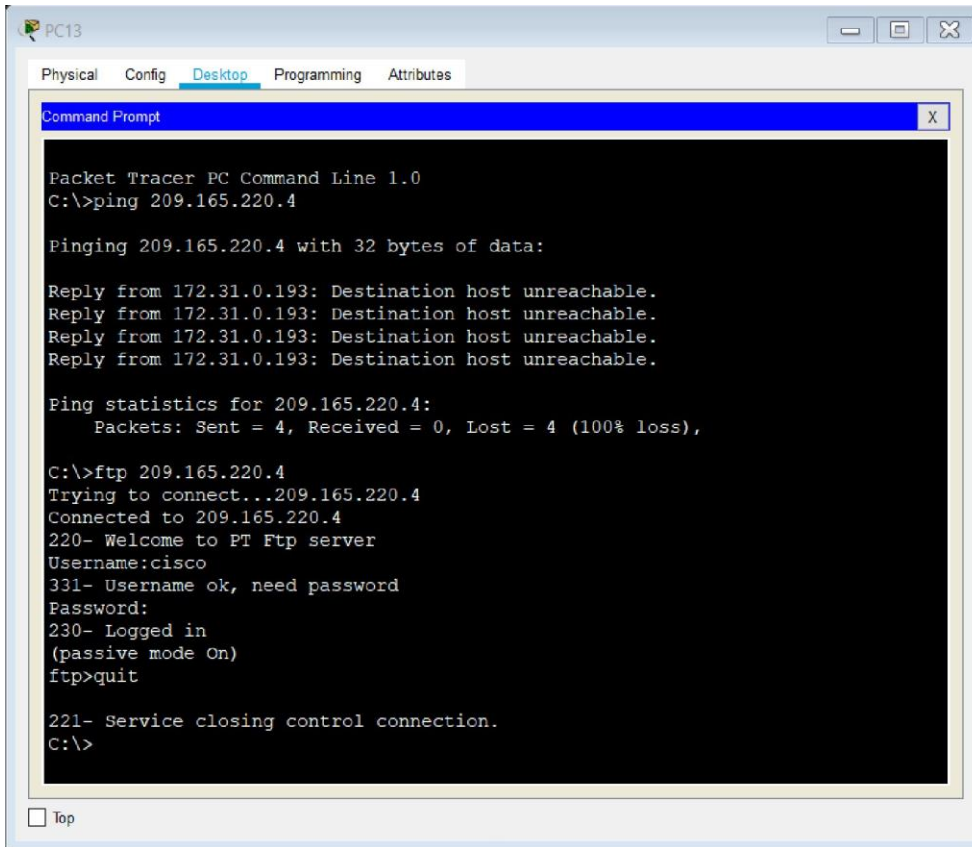 PC13
Physical Config Desktop Programming Attributes
Command Prompt X
Packet Tracer PC Command Line 1.0
C:\>ping 209.165.220.4
Pinging 209.165.220.4 with 32 bytes of data:
Reply from 172.31.0.193: Destination host unreachable.
Reply from 172.31.0.193: Destination host unreachable.
Reply from 172.31.0.193: Destination host unreachable.
Reply from 172.31.0.193: Destination host unreachable.
Ping statistics for 209.165.220.4:
Packets: Sent = 4, Received = 0, Lost = 4 (100% loss),
C:\>ftp 209.165.220.4
Trying to connect...209.165.220.4
Connected to 209.165.220.4
220- Welcome to PT Ftp server
Username:cisco
331- Username ok, need password
Password:
230- Logged in
(passive mode On)
ftp>quit
221- Service closing control connection.
C:\>
Top